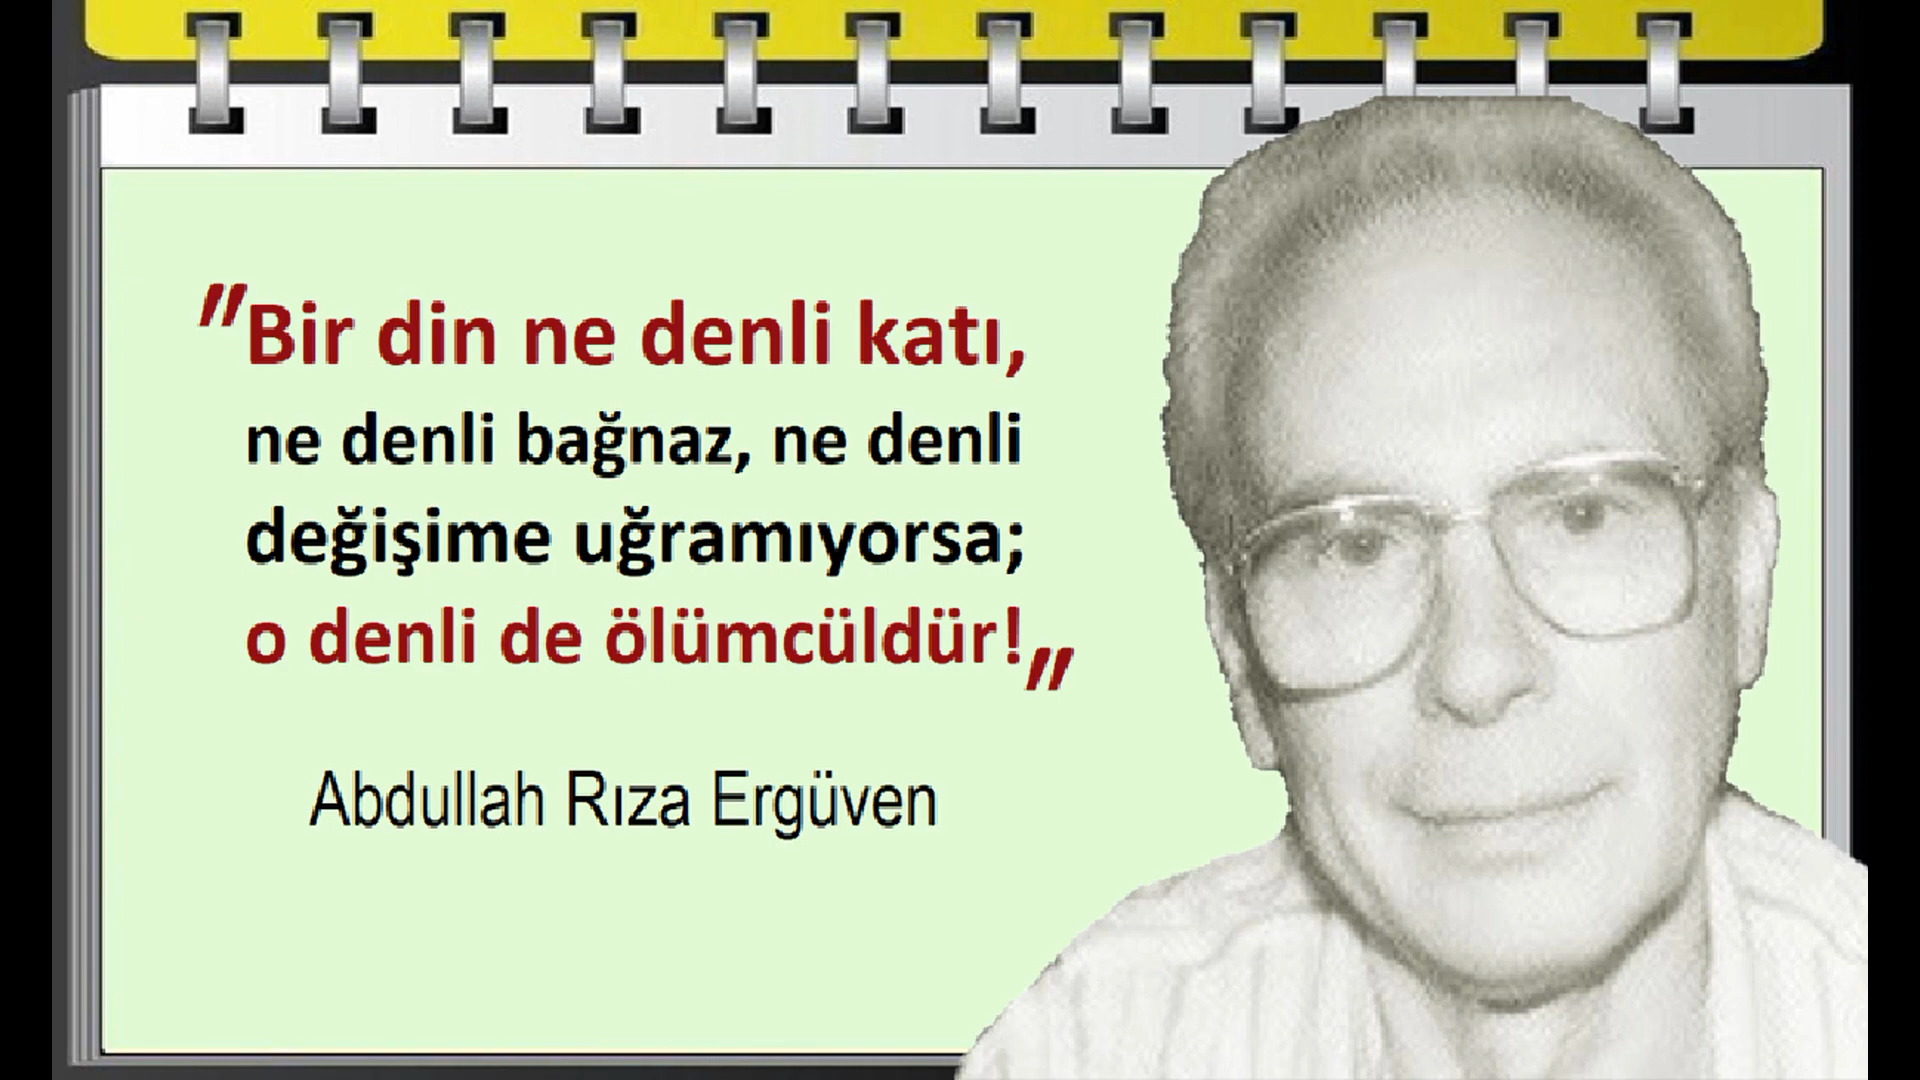 "Bir din ne denli katı,
ne denli bağnaz, ne denli
değişime uğramıyorsa;
o denli de ölümcüldür!"
Abdullah Rıza Ergüven